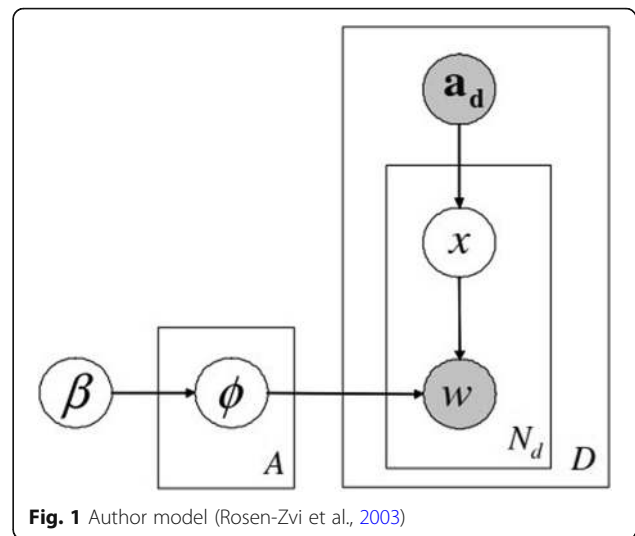 a_d
x
β
ϕ
w
A
N_d
D
Fig. 1 Author model (Rosen-Zvi et al., 2003)